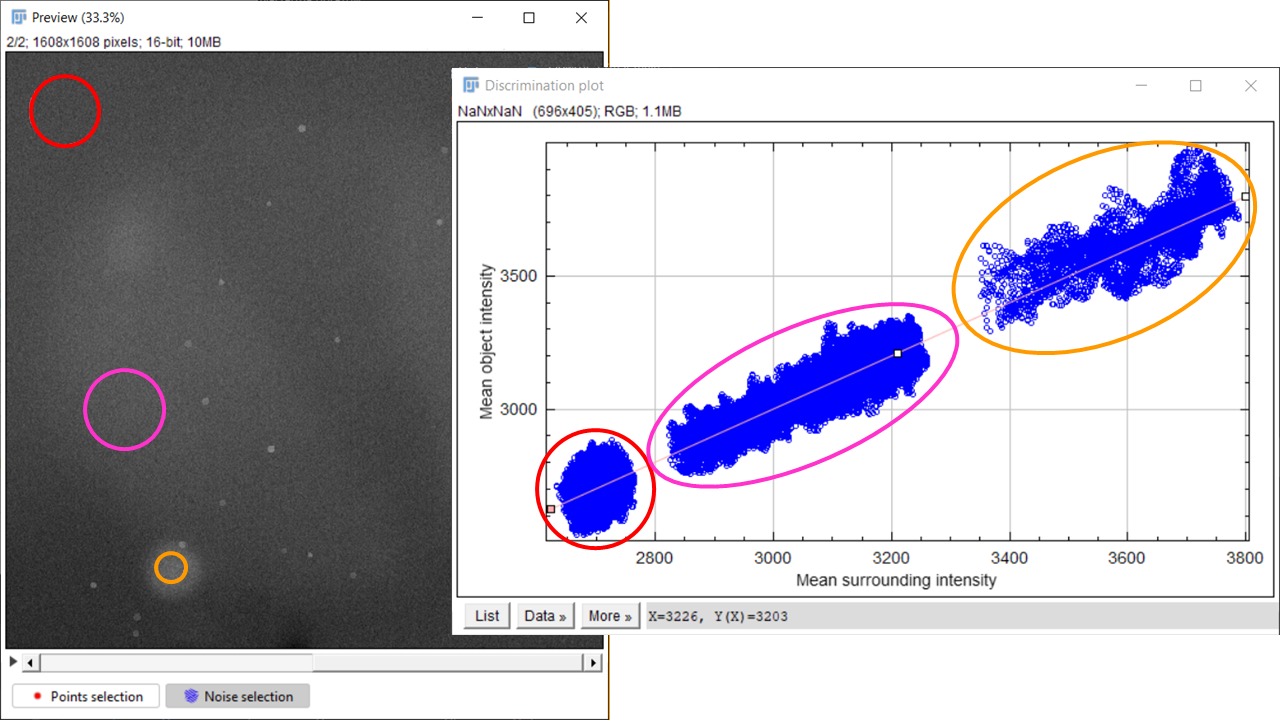 Preview (33.3%)
2/2; 1608x1608 pixels; 16-bit; 10MB
Discrimination plot
NaNxNaN (696x405); RGB; 1.1MB
3500
3000
Mean object intensity
2800 3000 3200 3400 3600 3800
Mean surrounding intensity
List Data » More » X=3226, Y(X)=3203
Points selection Noise selection